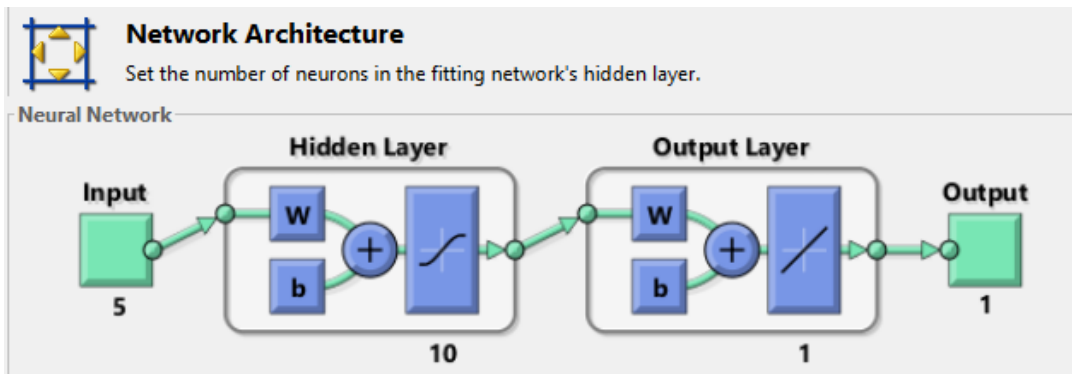 Network Architecture
Set the number of neurons in the fitting network's hidden layer.
Neural Network
Hidden Layer
Output Layer
Input
Output
W
W
b
b
5
1
10
1